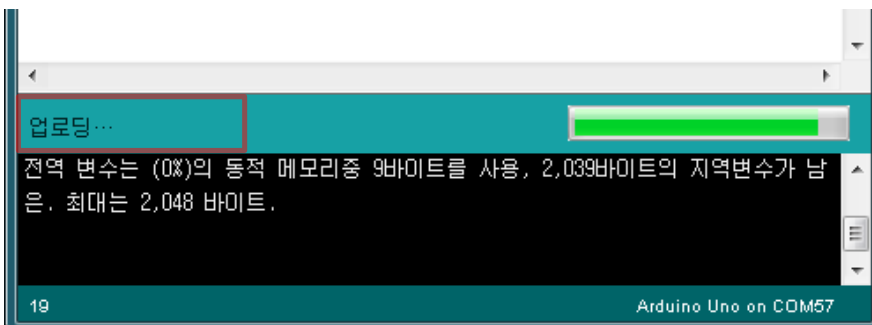 업로딩…
전역 변수는 (0%)의 동적 메모리중 9바이트를 사용, 2,039바이트의 지역변수가 남
은. 최대는 2,048 바이트.
19 Arduino Uno on COM57